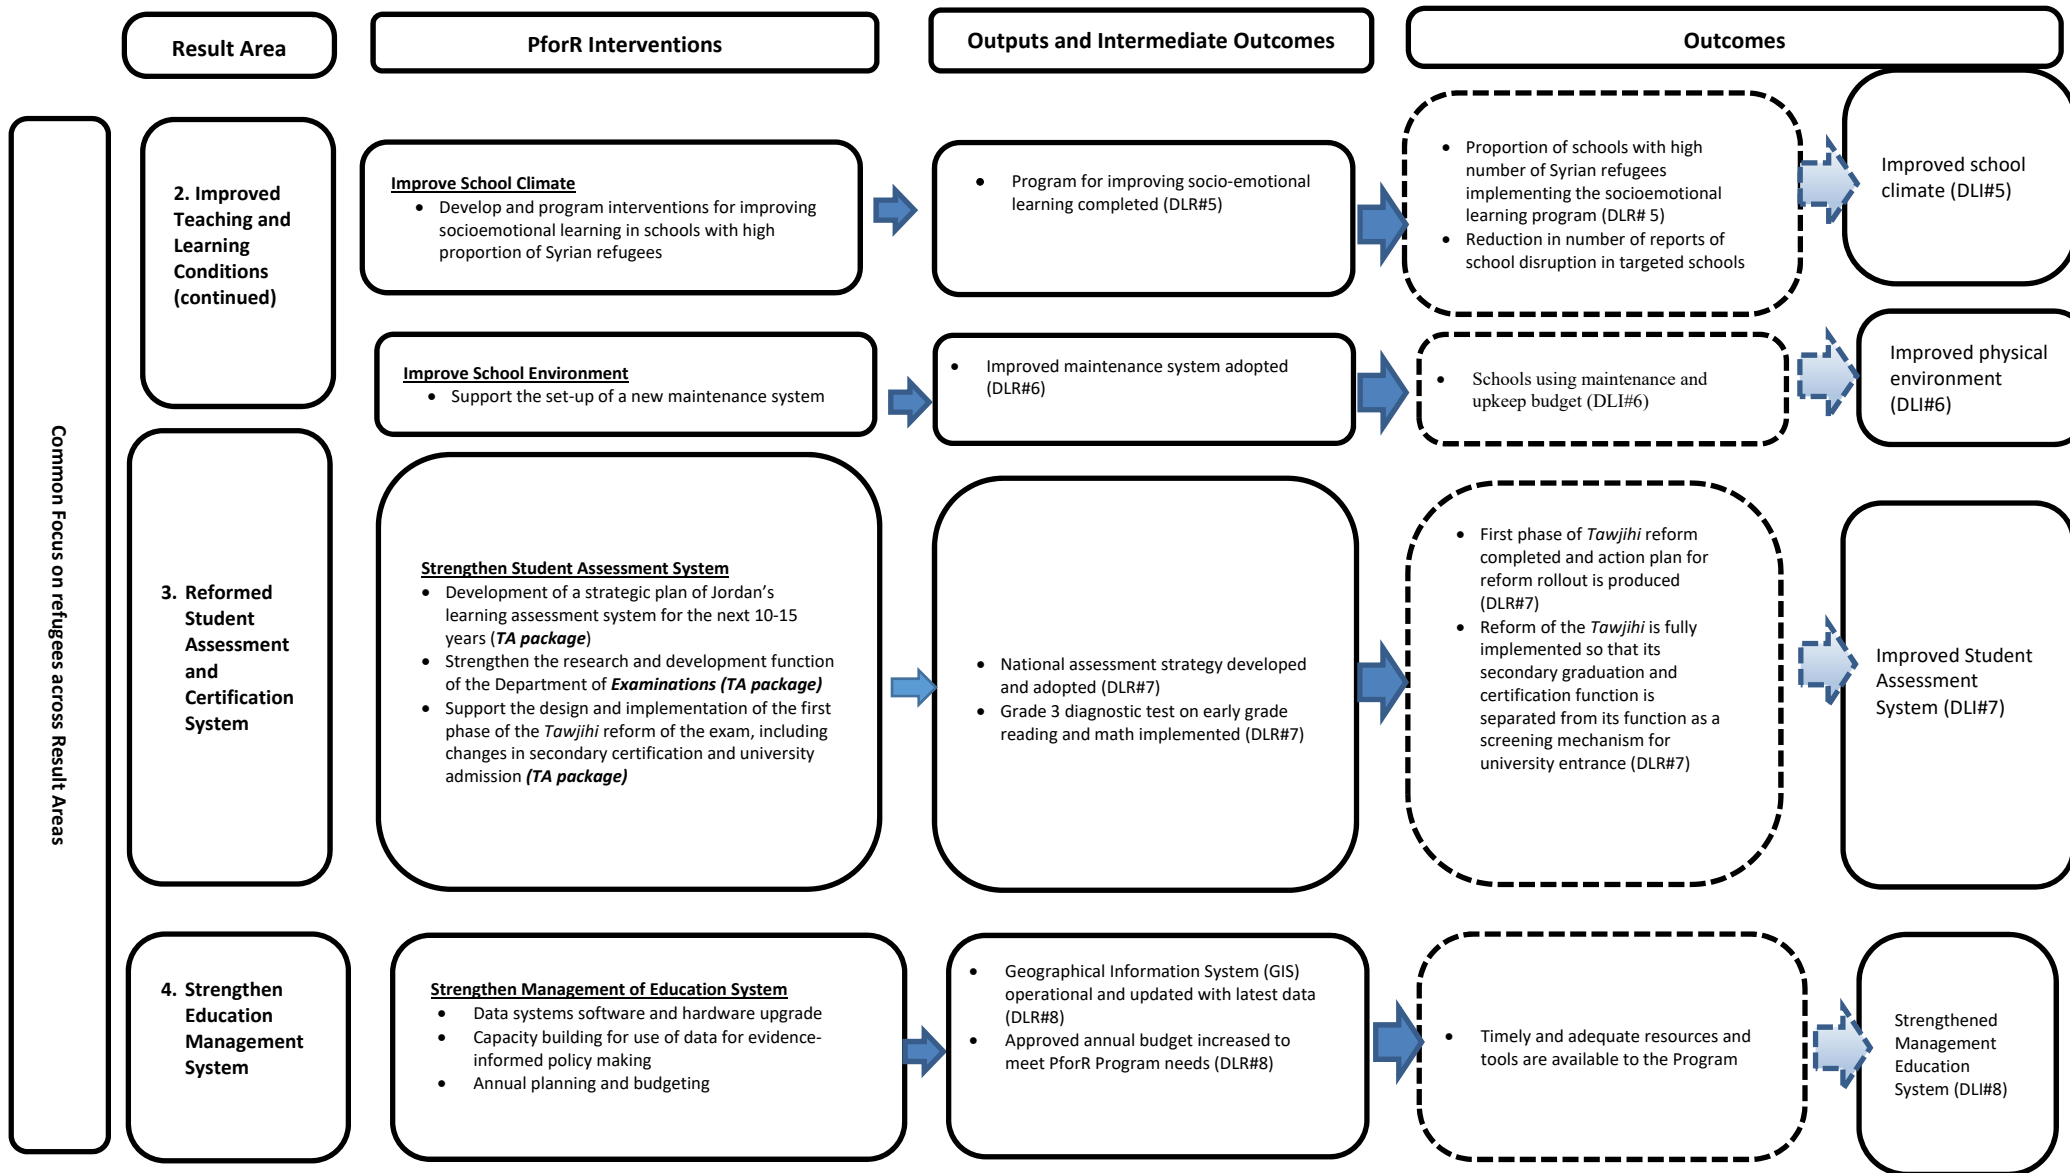 Result Area
PforR Interventions
Outputs and Intermediate Outcomes
Outcomes
Common Focus on refugees across Result Areas
2. Improved
Teaching and
Learning
Conditions
(continued)
Improve School Climate
• Develop and program interventions for improving
socioemotional learning in schools with high
proportion of Syrian refugees
• Program for improving socio-emotional
learning completed (DLR#5)
• Proportion of schools with high
number of Syrian refugees
implementing the socioemotional
learning program (DLR# 5)
• Reduction in number of reports of
school disruption in targeted schools
Improved school
climate (DLI#5)
Improve School Environment
• Support the set-up of a new maintenance system
• Improved maintenance system adopted
(DLR#6)
• Schools using maintenance and
upkeep budget (DLI#6)
Improved physical
environment
(DLI#6)
3. Reformed
Student
Assessment
and
Certification
System
Strengthen Student Assessment System
• Development of a strategic plan of Jordan’s
learning assessment system for the next 10-15
years (TA package)
• Strengthen the research and development function
of the Department of Examinations (TA package)
• Support the design and implementation of the first
phase of the Tawjihi reform of the exam, including
changes in secondary certification and university
admission (TA package)
• National assessment strategy developed
and adopted (DLR#7)
• Grade 3 diagnostic test on early grade
reading and math implemented (DLR#7)
• First phase of Tawjihi reform
completed and action plan for
reform rollout is produced
(DLR#7)
• Reform of the Tawjihi is fully
implemented so that its
secondary graduation and
certification function is
separated from its function as a
screening mechanism for
university entrance (DLR#7)
Improved Student
Assessment
System (DLI#7)
4. Strengthen
Education
Management
System
Strengthen Management of Education System
• Data systems software and hardware upgrade
• Capacity building for use of data for evidence-
informed policy making
• Annual planning and budgeting
• Geographical Information System (GIS)
operational and updated with latest data
(DLR#8)
• Approved annual budget increased to
meet PforR Program needs (DLR#8)
• Timely and adequate resources and
tools are available to the Program
Strengthened
Management
Education
System (DLI#8)